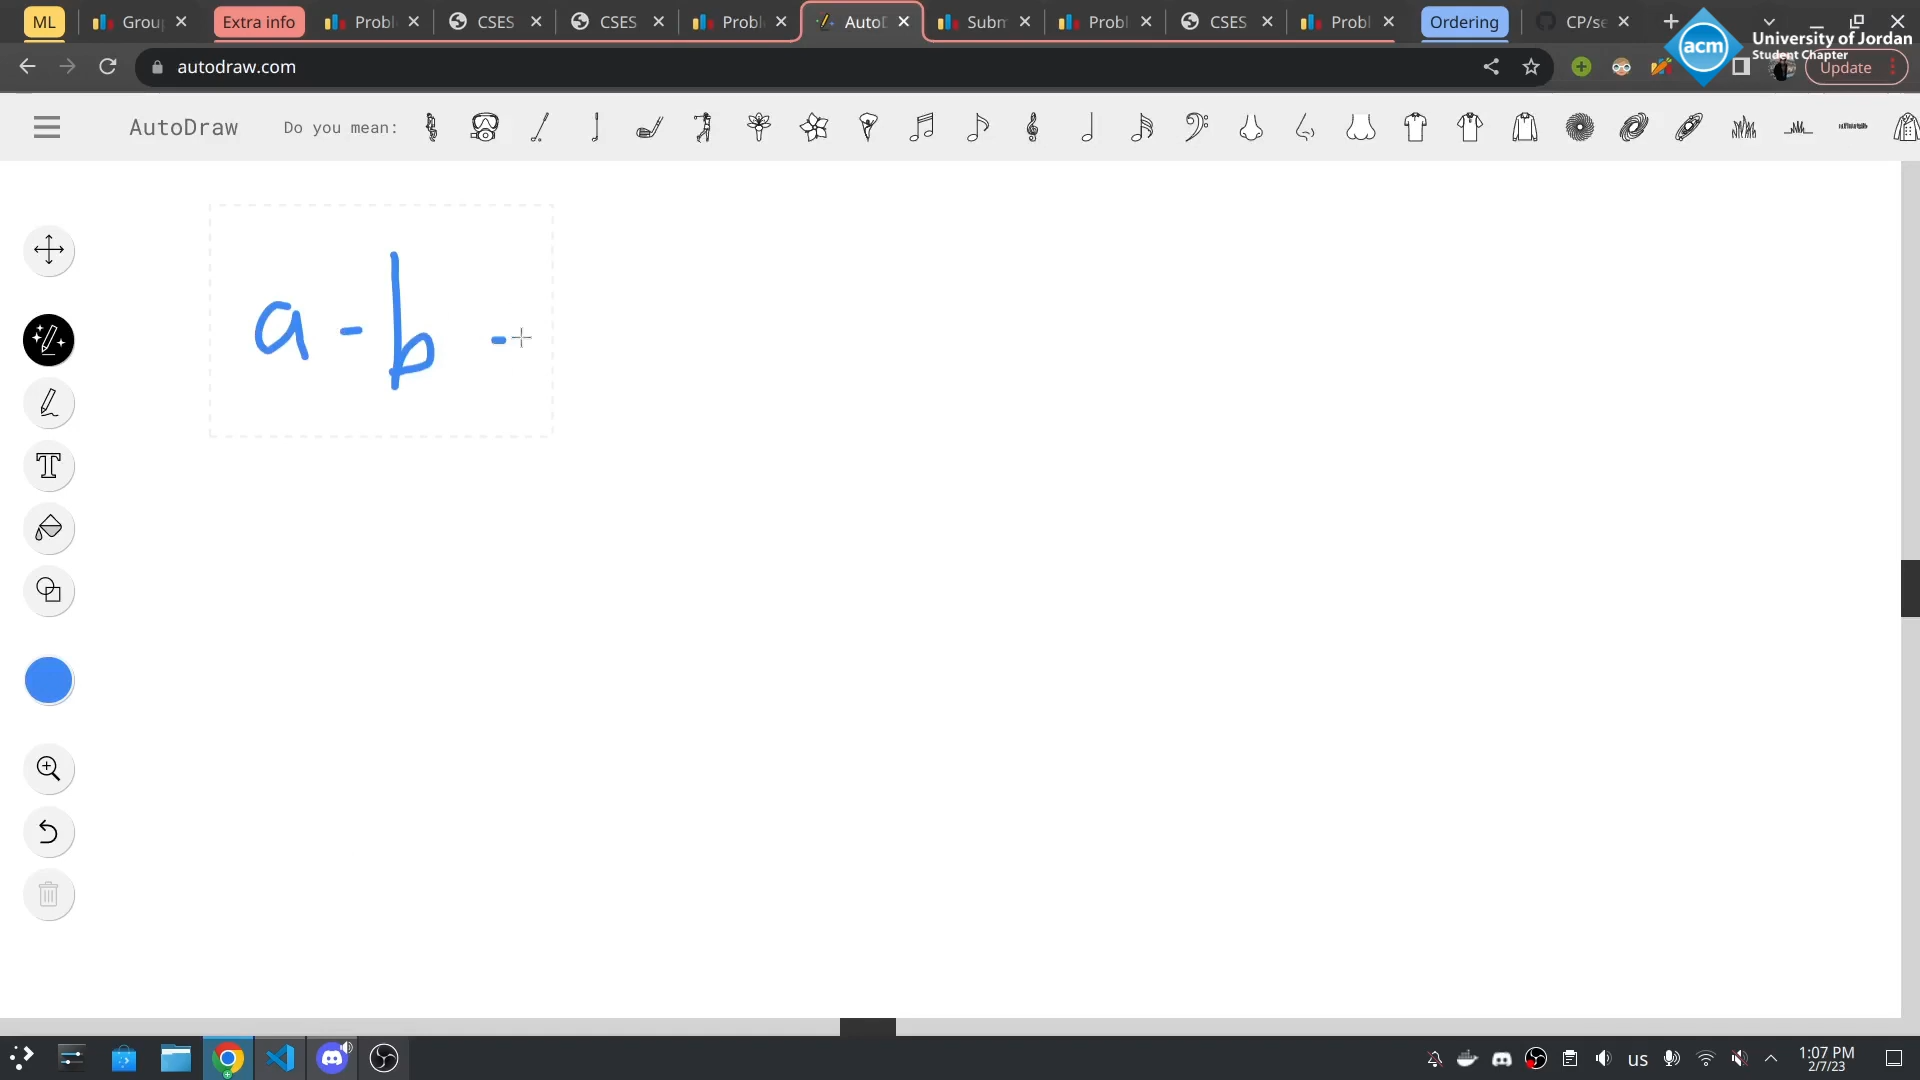 ML Group Extra info Probl CSES CSES Probl AutoD Subm Probl CSES Probl Ordering CP/se
autodraw.com
acm University of Jordan
Student Chapter
Update
AutoDraw Do you mean:
a - b -
T
us 1:07 PM
2/7/23